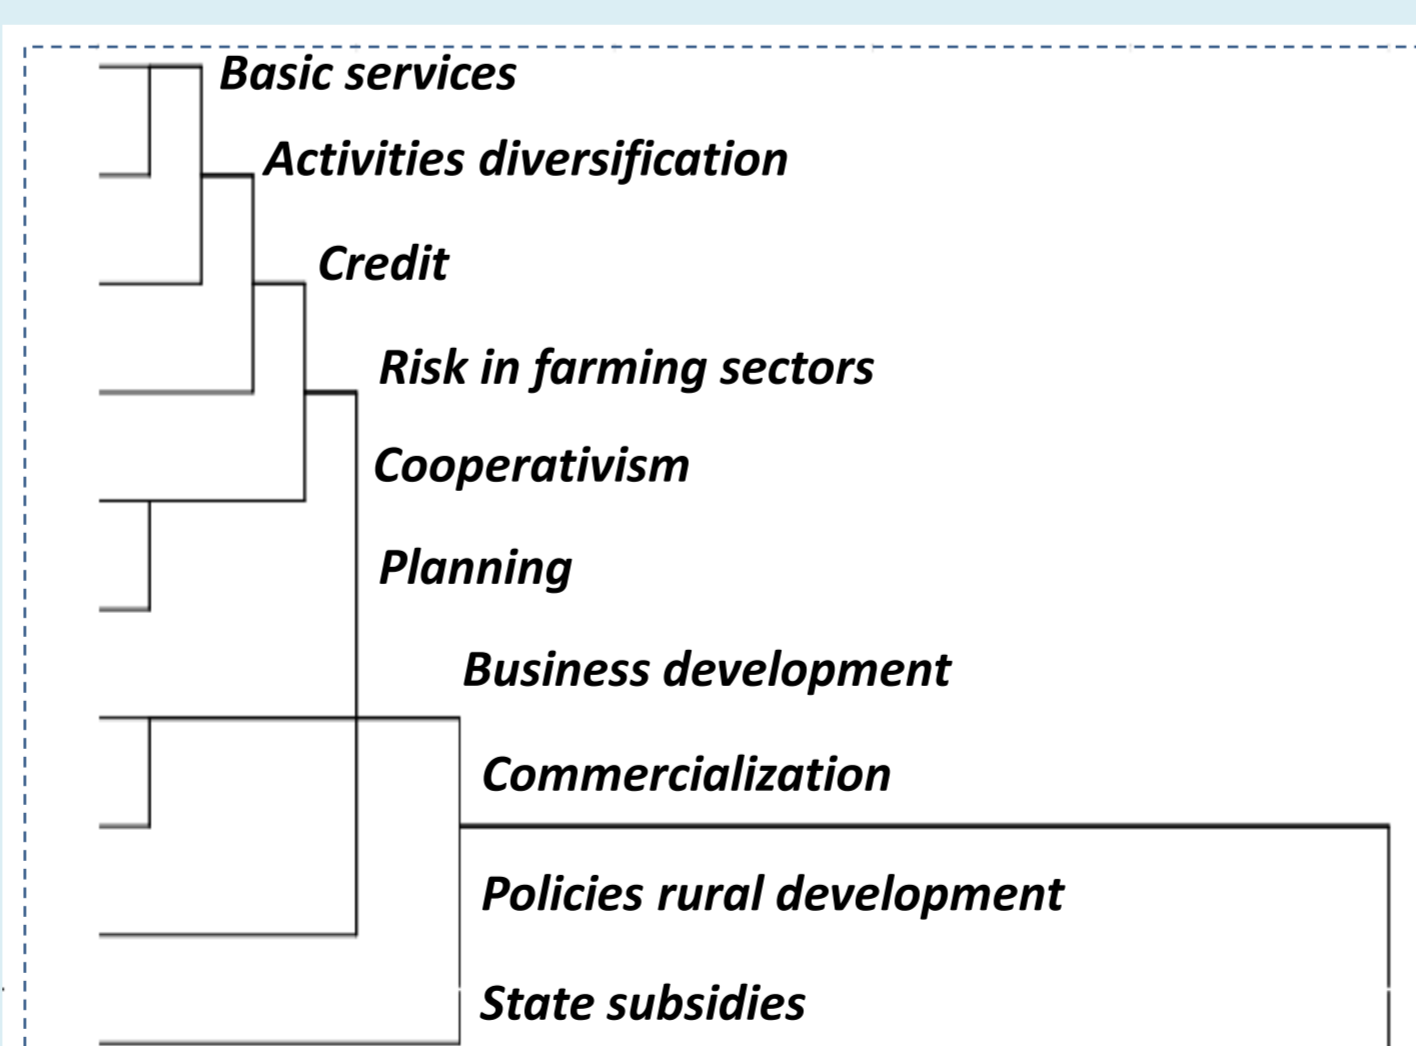 Basic services
Activities diversification
Credit
Risk in farming sectors
Cooperativism
Planning
Business development
Commercialization
Policies rural development
State subsidies